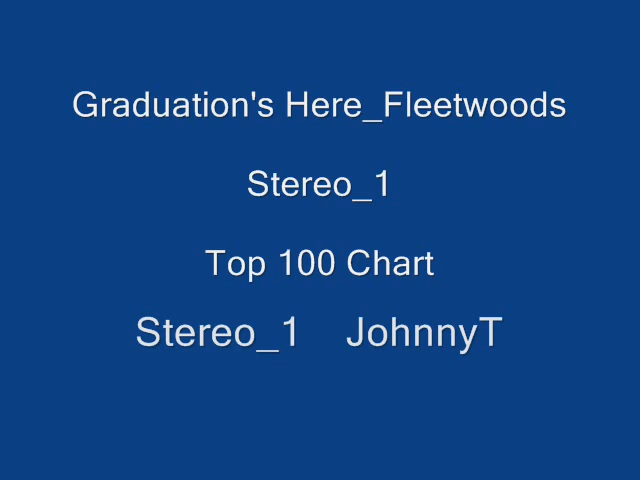 Graduation's Here_Fleetwoods
Stereo_1
Top 100 Chart
Stereo_1 JohnnyT